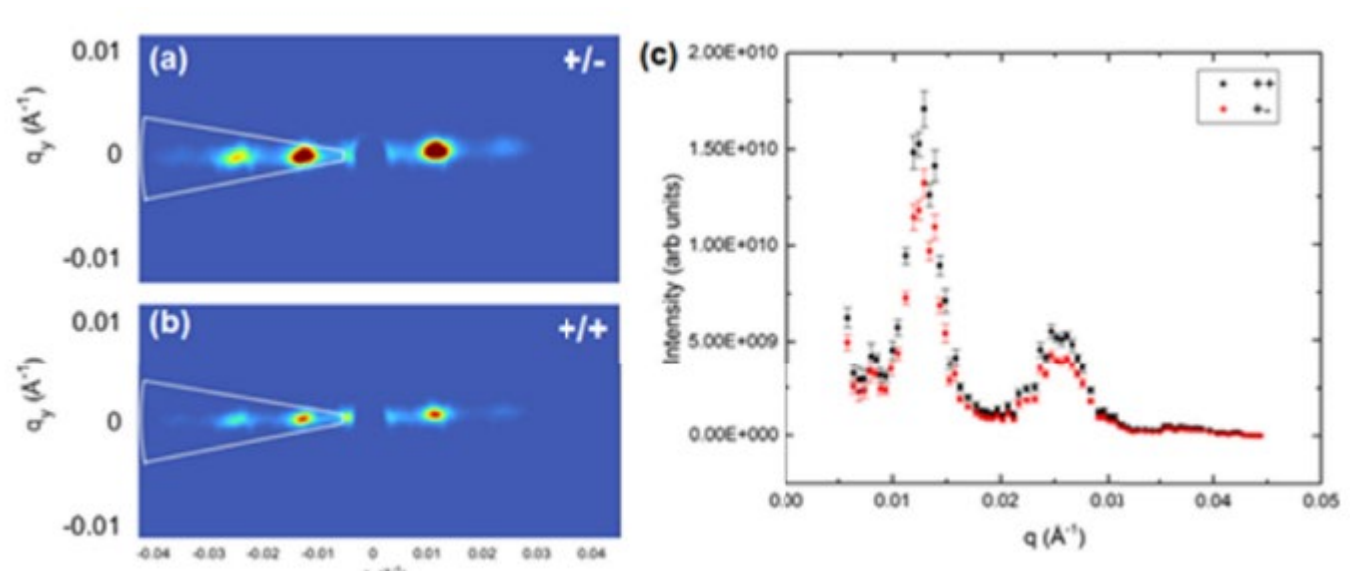 (a)
+/-
0.01
0
-0.01
qy (Å-1)
(b)
+/+
0.01
0
-0.01
qy (Å-1)
-0.04 -0.03 -0.02 -0.01 0 0.01 0.02 0.03 0.04
(c)
2.00E+010
1.50E+010
1.00E+010
5.00E+009
0.00E+000
Intensity (arb units)
++
+-
0.00 0.01 0.02 0.03 0.04 0.05
q (Å-1)